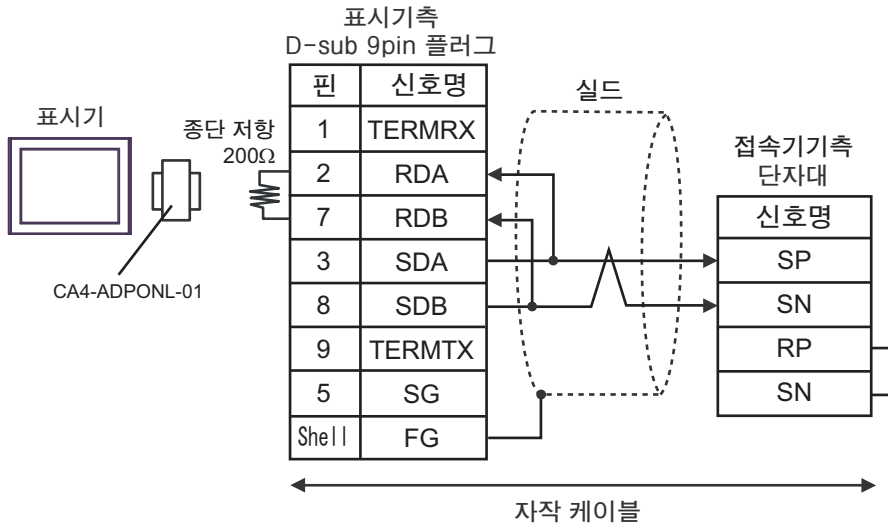 표시기측
D-sub 9pin 플러그
핀 신호명
1 TERMRX
2 RDA
7 RDB
3 SDA
8 SDB
9 TERMTX
5 SG
Shell FG
표시기
종단 저항
200Ω
CA4-ADPONL-01
실드
접속기기측
단자대
신호명
SP
SN
RP
SN
자작 케이블